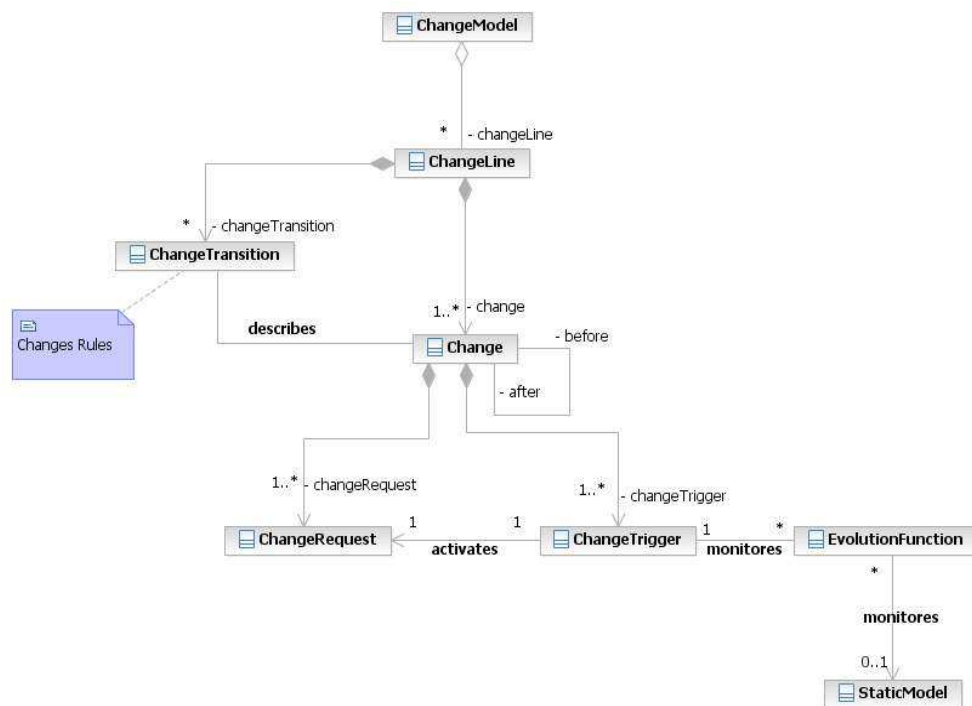 ChangeModel
* - changeLine
ChangeLine
* - changeTransition
ChangeTransition
Changes Rules
describes
1..* - change
Change
- before
- after
1..* - changeRequest
1..* - changeTrigger
ChangeRequest
1 activates 1
ChangeTrigger
1 monitores *
EvolutionFunction
*
monitores
0..1
StaticModel